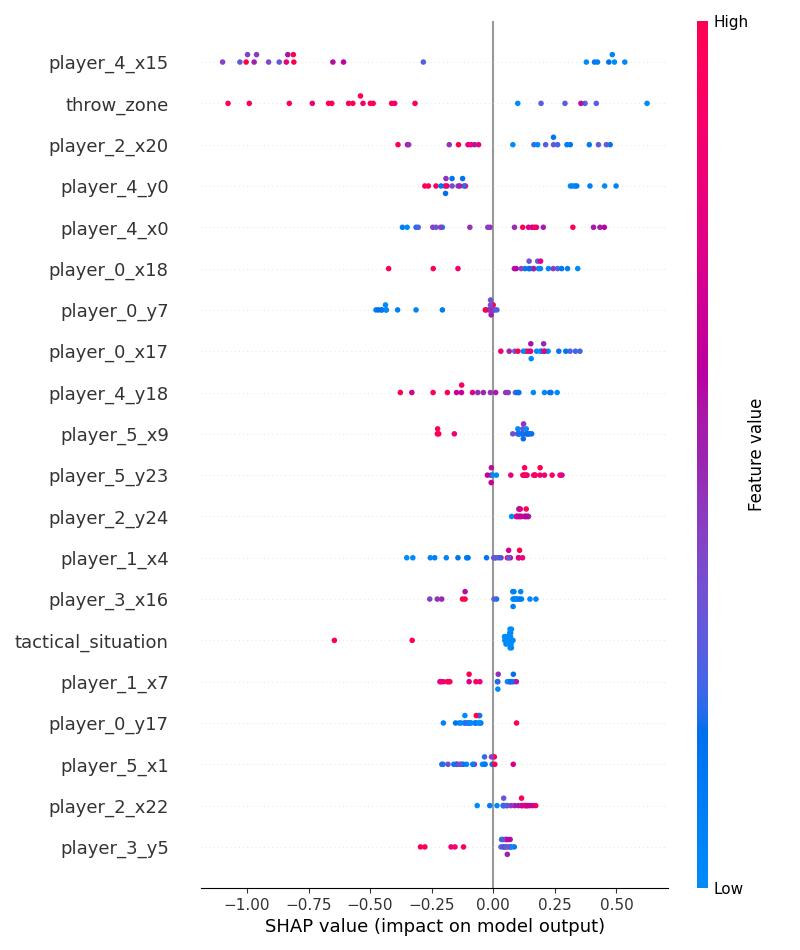 High
player_4_x15
throw_zone
player_2_x20
player_4_y0
player_4_x0
player_0_x18
player_0_y7
player_0_x17
player_4_y18
player_5_x9
player_5_y23
player_2_y24
player_1_x4
player_3_x16
tactical_situation
player_1_x7
player_0_y17
player_5_x1
player_2_x22
player_3_y5
Feature value
Low
−1.00 −0.75 −0.50 −0.25 0.00 0.25 0.50
SHAP value (impact on model output)